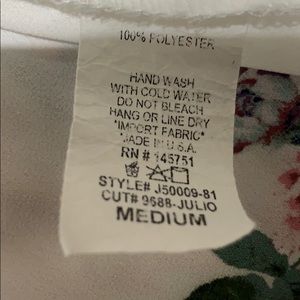 100% POLYESTER
HAND WASH
WITH COLD WATER
DO NOT BLEACH
HANG OR LINE DRY
*IMPORT FABRIC*
*JADE IN U.S.A.
RN # 145751
STYLE# J50009-81
CUT# 9688-JULIO
MEDIUM